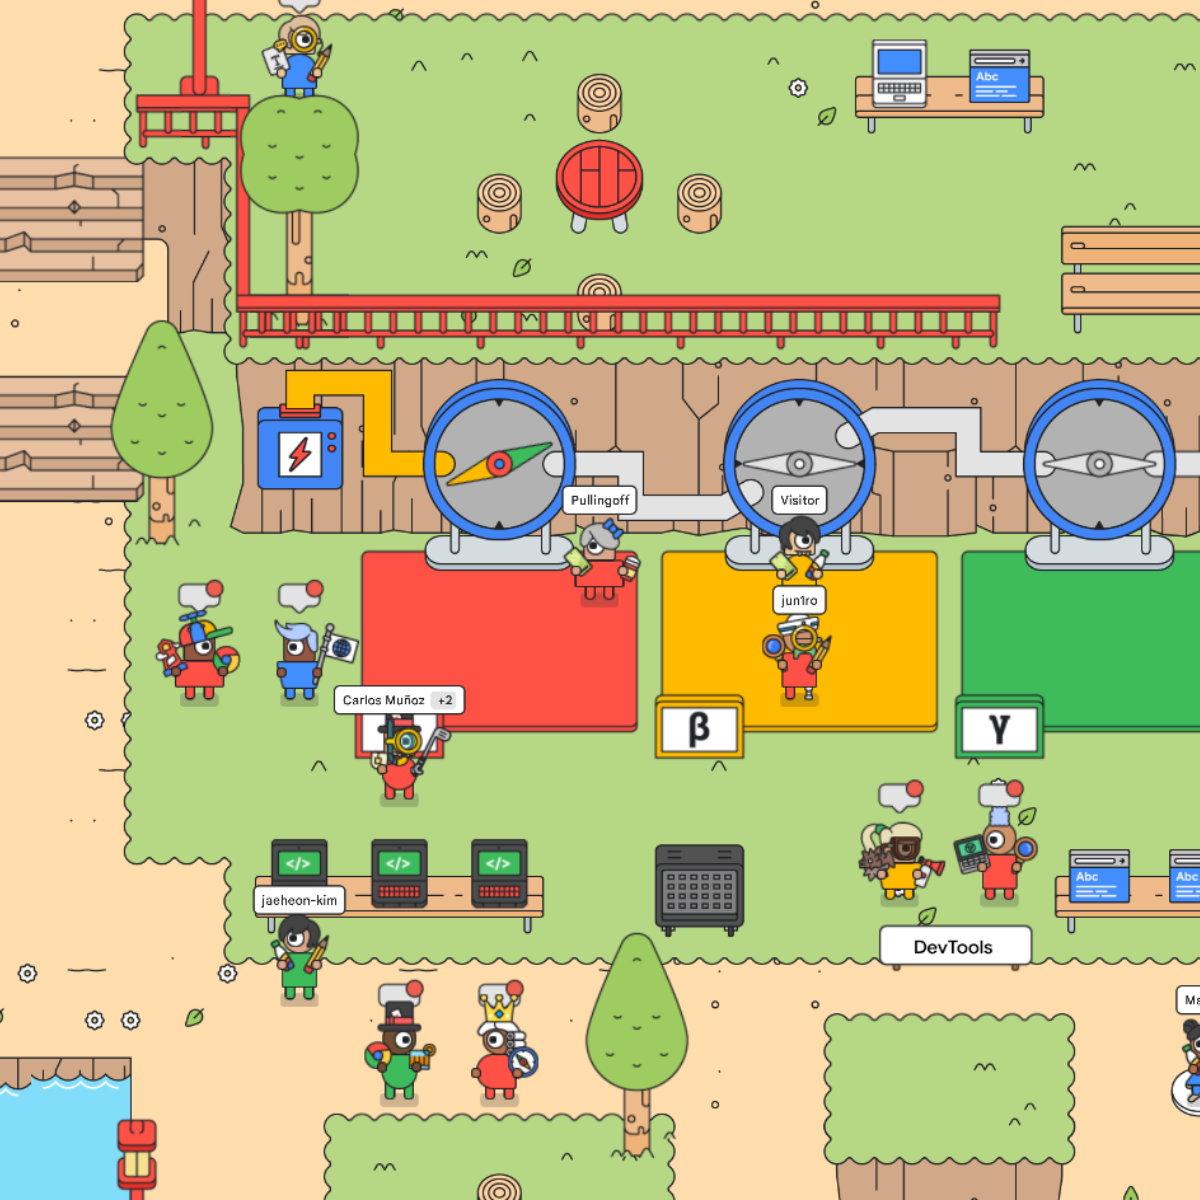 Abc
Pullingoff
Visitor
jun1ro
Carlos Muñoz +2
β
γ
</>
</>
</>
jaeheon-kim
Abc
Abc
DevTools